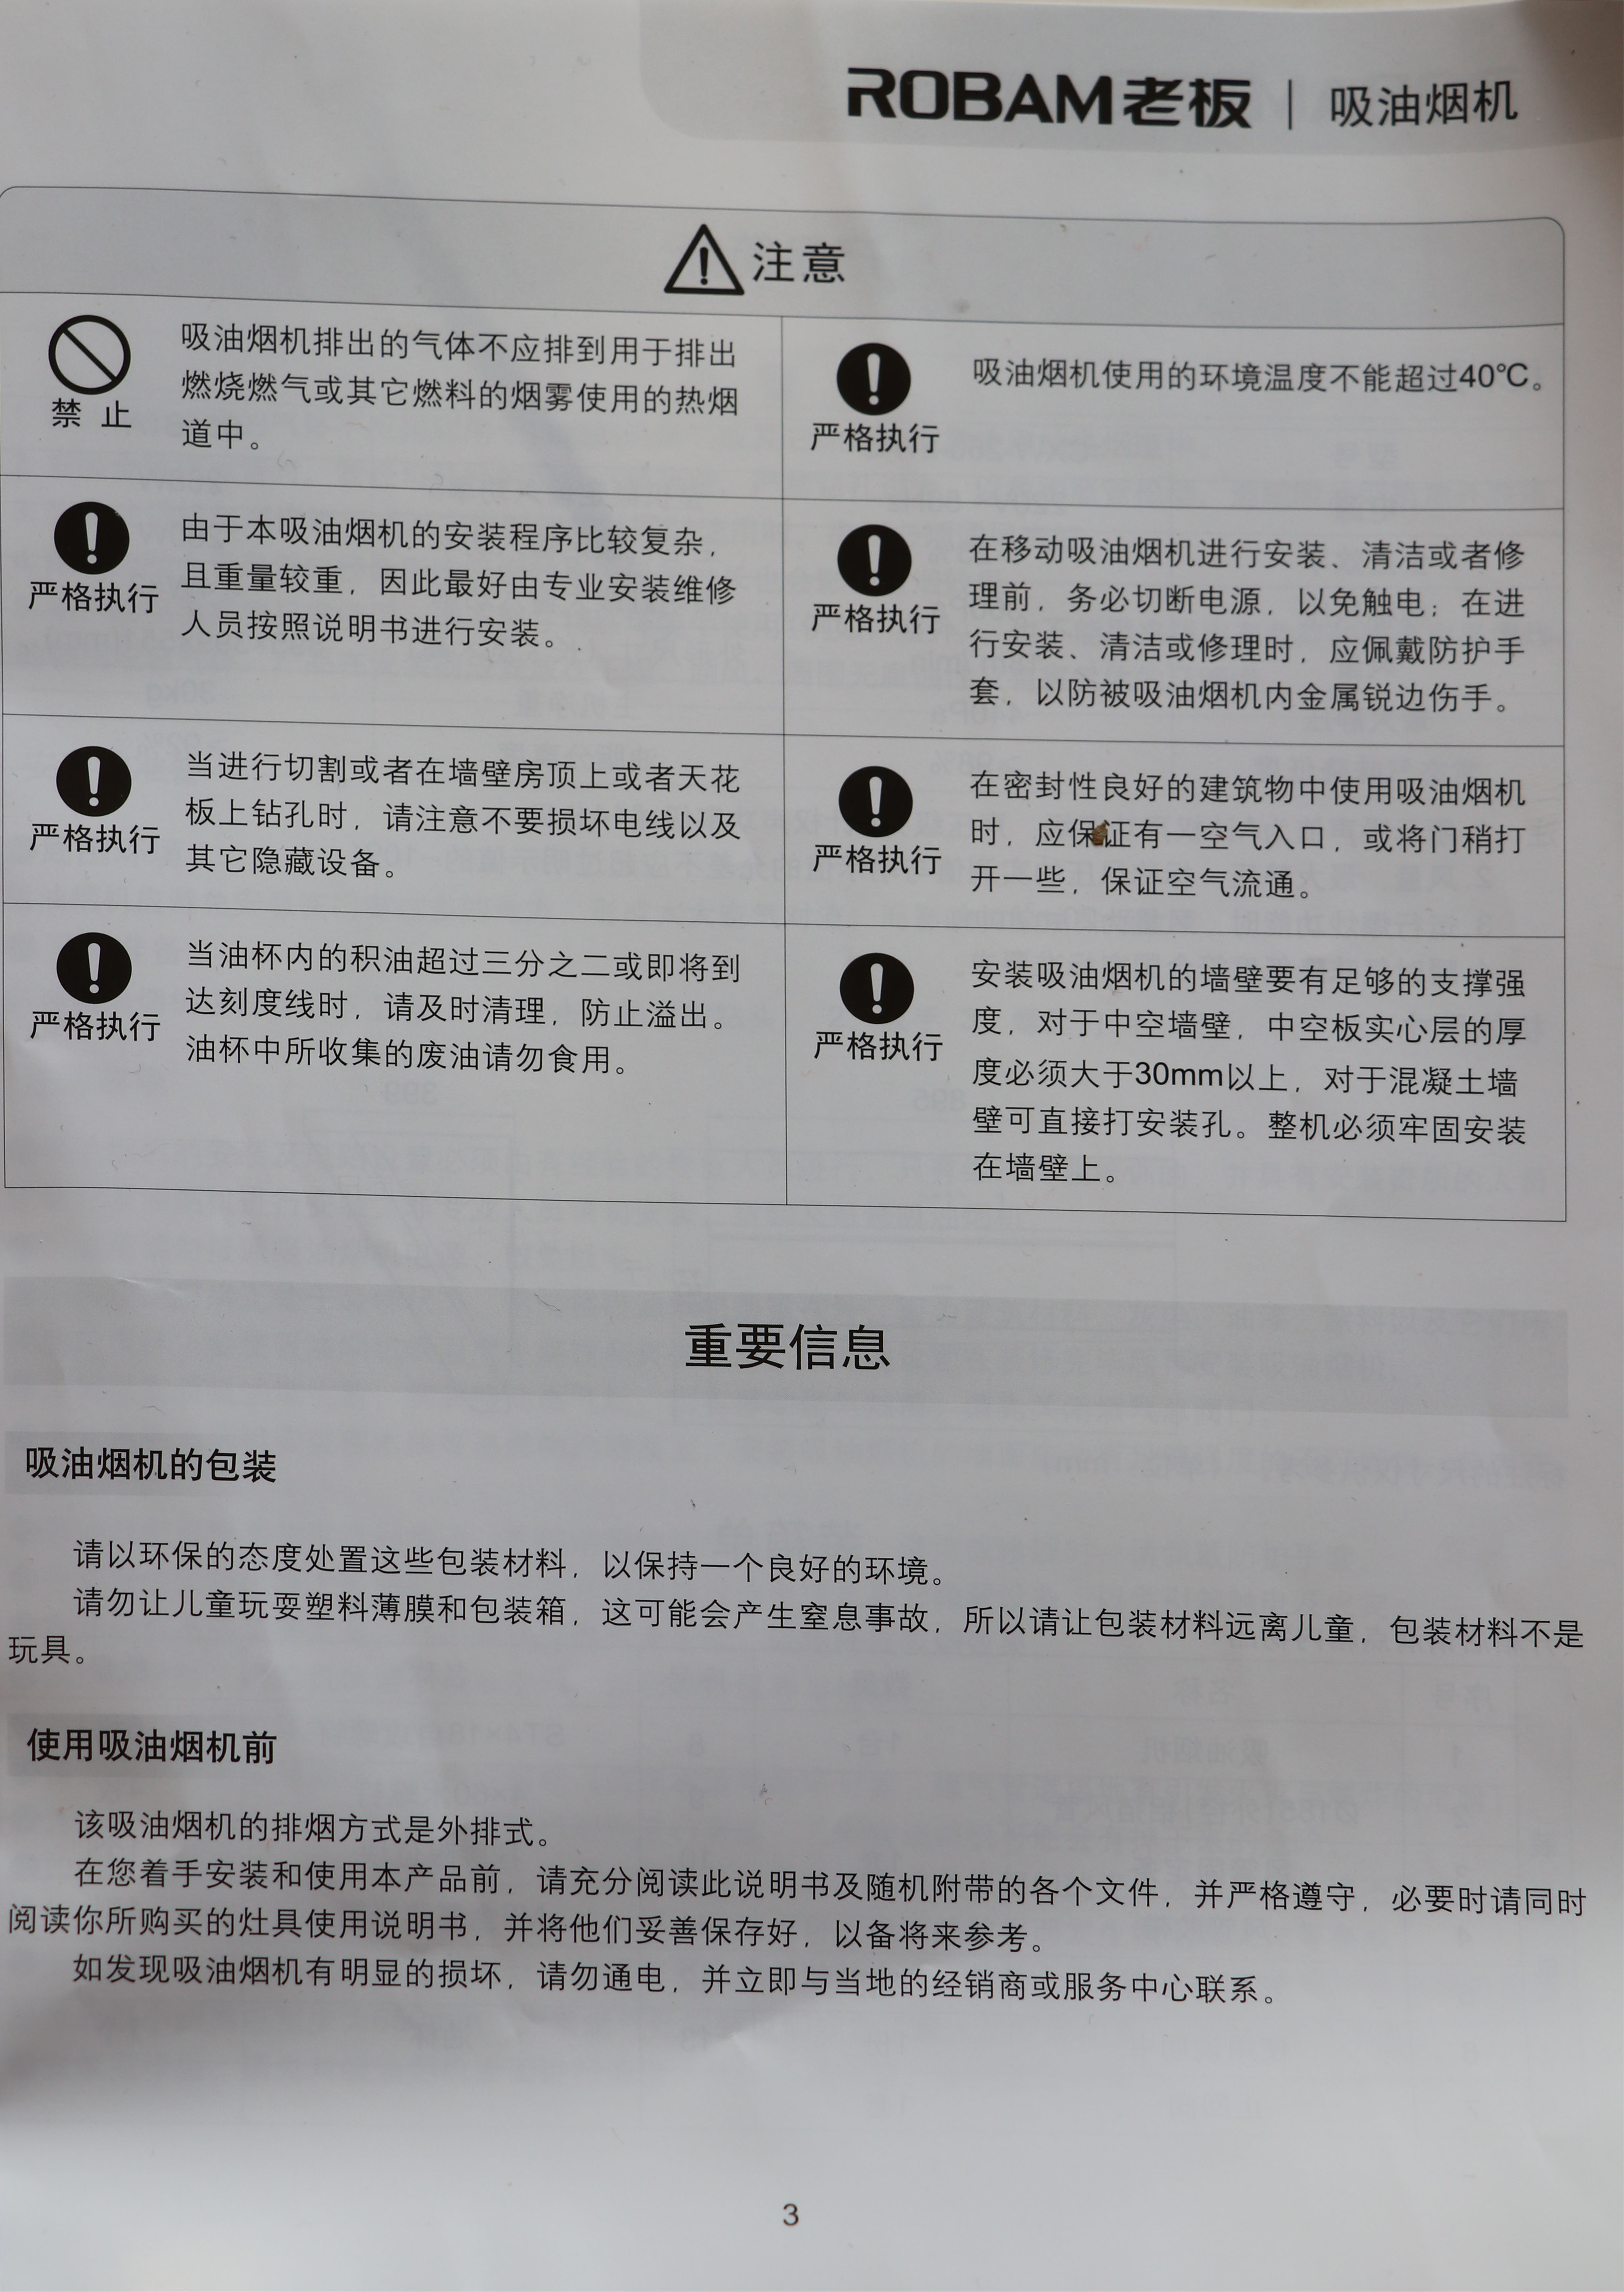 ROBAM老板 | 吸油烟机
注意
禁 止
吸油烟机排出的气体不应排到用于排出
燃烧燃气或其它燃料的烟雾使用的热烟
道中。
严格执行
吸油烟机使用的环境温度不能超过40℃。
严格执行
由于本吸油烟机的安装程序比较复杂，
且重量较重，因此最好由专业安装维修
人员按照说明书进行安装。
严格执行
在移动吸油烟机进行安装、清洁或者修
理前，务必切断电源，以免触电；在进
行安装、清洁或修理时，应佩戴防护手
套，以防被吸油烟机内金属锐边伤手。
严格执行
当进行切割或者在墙壁房顶上或者天花
板上钻孔时，请注意不要损坏电线以及
其它隐藏设备。
严格执行
在密封性良好的建筑物中使用吸油烟机
时，应保证有一空气入口，或将门稍打
开一些，保证空气流通。
严格执行
当油杯内的积油超过三分之二或即将到
达刻度线时，请及时清理，防止溢出。
油杯中所收集的废油请勿食用。
严格执行
安装吸油烟机的墙壁要有足够的支撑强
度，对于中空墙壁，中空板实心层的厚
度必须大于30mm以上，对于混凝土墙
壁可直接打安装孔。整机必须牢固安装
在墙壁上。
重要信息
吸油烟机的包装
请以环保的态度处置这些包装材料，以保持一个良好的环境。
请勿让儿童玩耍塑料薄膜和包装箱，这可能会产生窒息事故，所以请让包装材料远离儿童，包装材料不是
玩具。
使用吸油烟机前
该吸油烟机的排烟方式是外排式。
在您着手安装和使用本产品前，请充分阅读此说明书及随机附带的各个文件，并严格遵守，必要时请同时
阅读你所购买的灶具使用说明书，并将他们妥善保存好，以备将来参考。
如发现吸油烟机有明显的损坏，请勿通电，并立即与当地的经销商或服务中心联系。
3